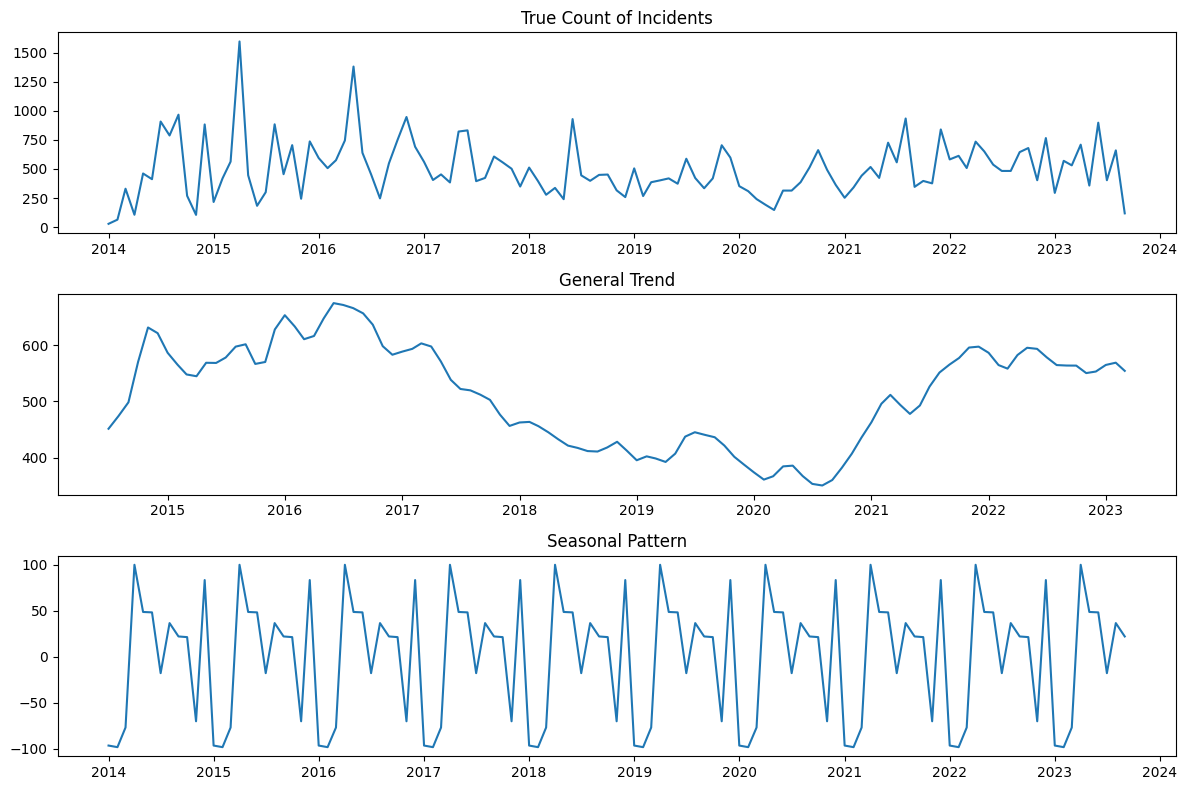 True Count of Incidents
1500
1250
1000
750
500
250
0
2014 2015 2016 2017 2018 2019 2020 2021 2022 2023 2024
General Trend
600
500
400
2015 2016 2017 2018 2019 2020 2021 2022 2023
Seasonal Pattern
100
50
0
−50
−100
2014 2015 2016 2017 2018 2019 2020 2021 2022 2023 2024